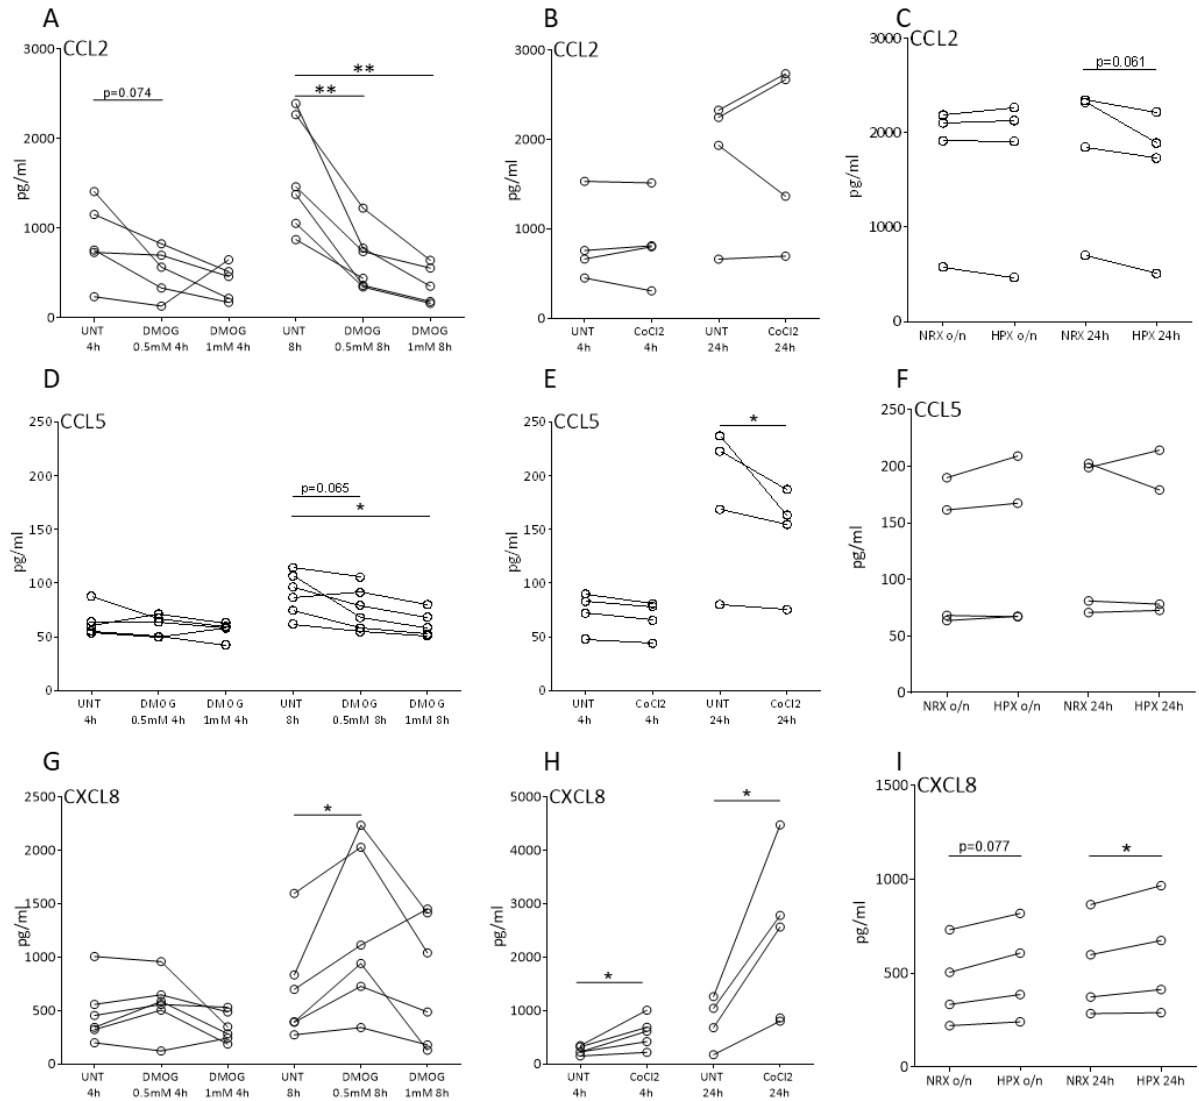 A
CCL2
3000
2000
1000
0
pg/ml
p=0.074
**
**
UNT
4h
DMOG
0.5mM 4h
DMOG
1mM 4h
UNT
8h
DMOG
0.5mM 8h
DMOG
1mM 8h
B
CCL2
3000
2000
1000
0
pg/ml
UNT
4h
CoCl2
4h
UNT
24h
CoCl2
24h
C
CCL2
3000
2000
1000
0
pg/ml
p=0.061
NRX o/n
HPX o/n
NRX 24h
HPX 24h
D
CCL5
250
200
150
100
50
0
pg/ml
p=0.065
*
UNT
4h
DMOG
0.5mM 4h
DMOG
1mM 4h
UNT
8h
DMOG
0.5mM 8h
DMOG
1mM 8h
E
CCL5
250
200
150
100
50
0
pg/ml
*
UNT
4h
CoCl2
4h
UNT
24h
CoCl2
24h
F
CCL5
250
200
150
100
50
0
pg/ml
NRX o/n
HPX o/n
NRX 24h
HPX 24h
G
CXCL8
2500
2000
1500
1000
500
0
pg/ml
*
UNT
4h
DMOG
0.5mM 4h
DMOG
1mM 4h
UNT
8h
DMOG
0.5mM 8h
DMOG
1mM 8h
H
CXCL8
5000
4000
3000
2000
1000
0
pg/ml
*
*
UNT
4h
CoCl2
4h
UNT
24h
CoCl2
24h
I
CXCL8
1500
1000
500
0
pg/ml
p=0.077
*
NRX o/n
HPX o/n
NRX 24h
HPX 24h